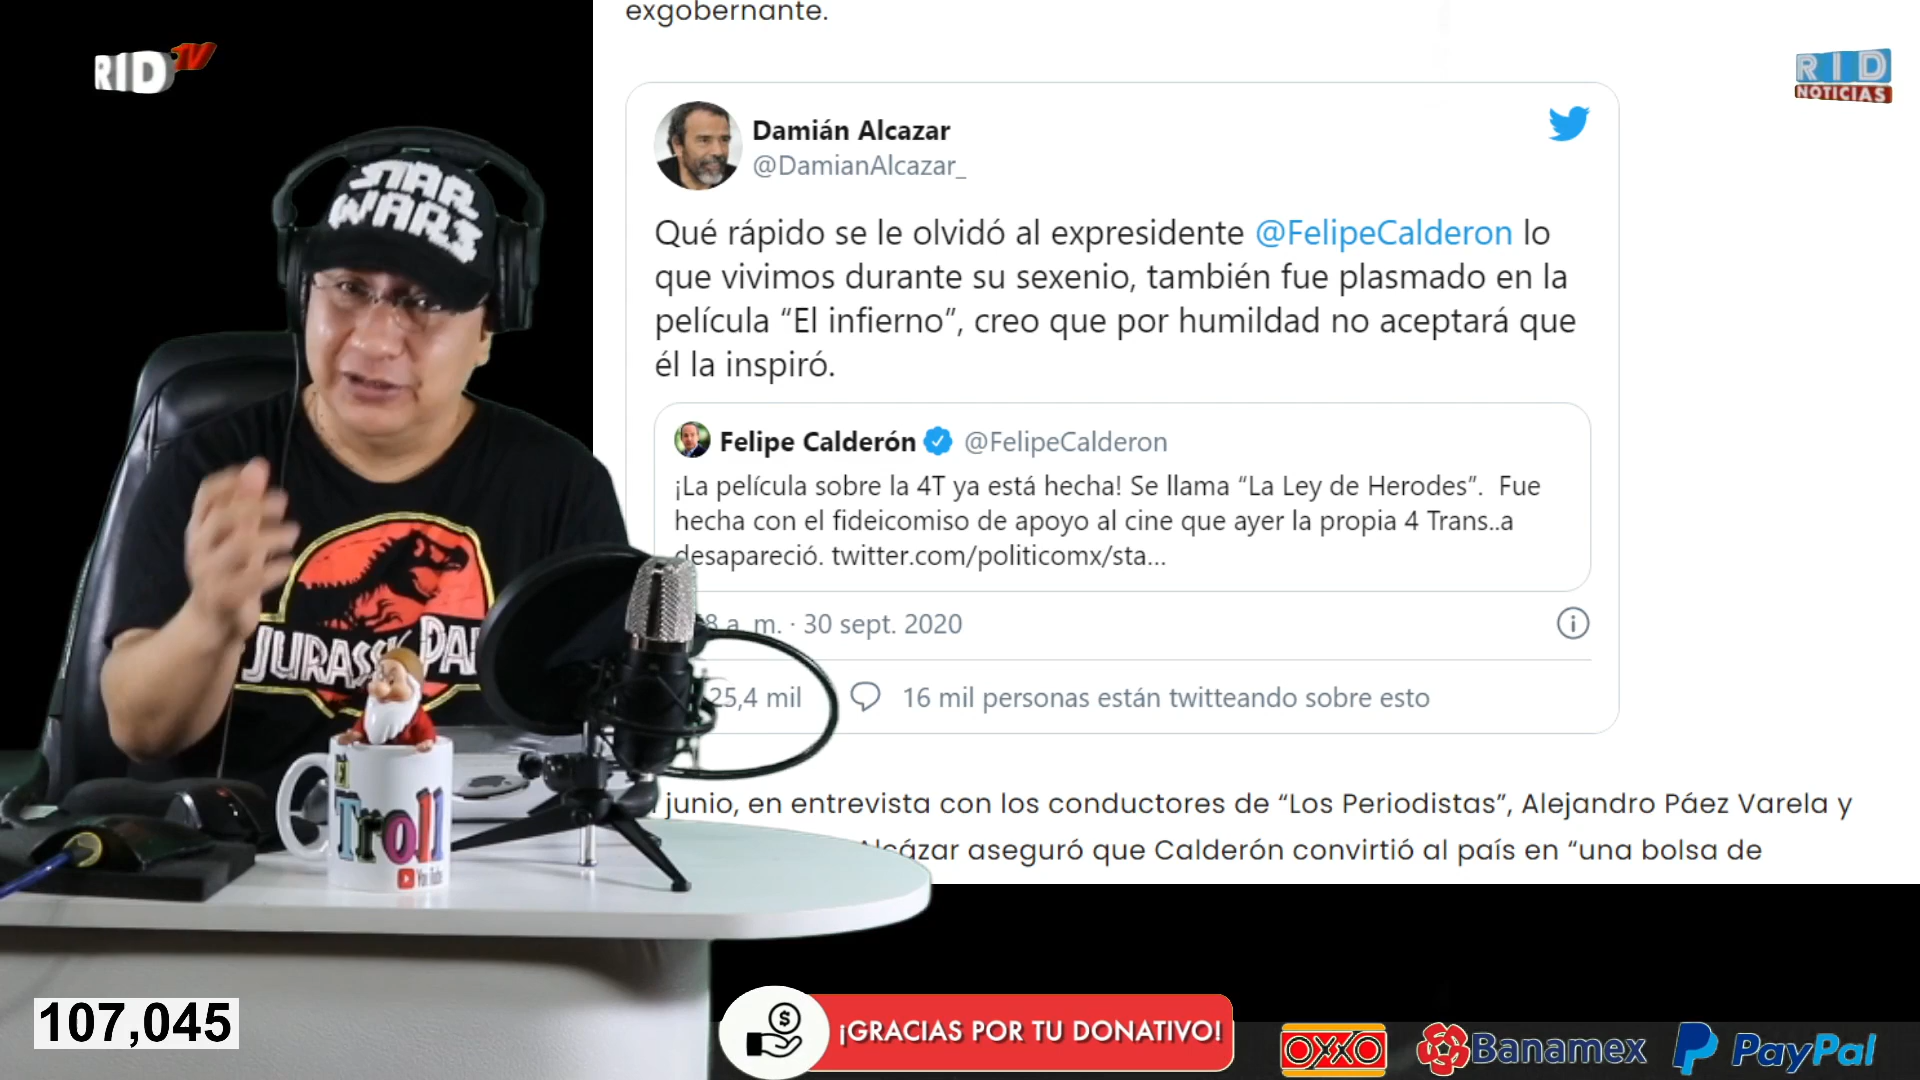 exgobernante.
RID TV
RID
NOTICIAS
Damián Alcazar
@DamianAlcazar_
Qué rápido se le olvidó al expresidente @FelipeCalderon lo
que vivimos durante su sexenio, también fue plasmado en la
película “El infierno”, creo que por humildad no aceptará que
él la inspiró.
Felipe Calderón @FelipeCalderon
¡La película sobre la 4T ya está hecha! Se llama “La Ley de Herodes”. Fue
hecha con el fideicomiso de apoyo al cine que ayer la propia 4 Trans..a
desapareció. twitter.com/politicomx/sta...
8 a. m. · 30 sept. 2020
25,4 mil
16 mil personas están twitteando sobre esto
junio, en entrevista con los conductores de “Los Periodistas”, Alejandro Páez Varela y
Alcázar aseguró que Calderón convirtió al país en “una bolsa de
STAR
WARS
JURASSIC PA
El
Troll
YouTube
107,045
¡GRACIAS POR TU DONATIVO!
OXXO
Banamex
PayPal